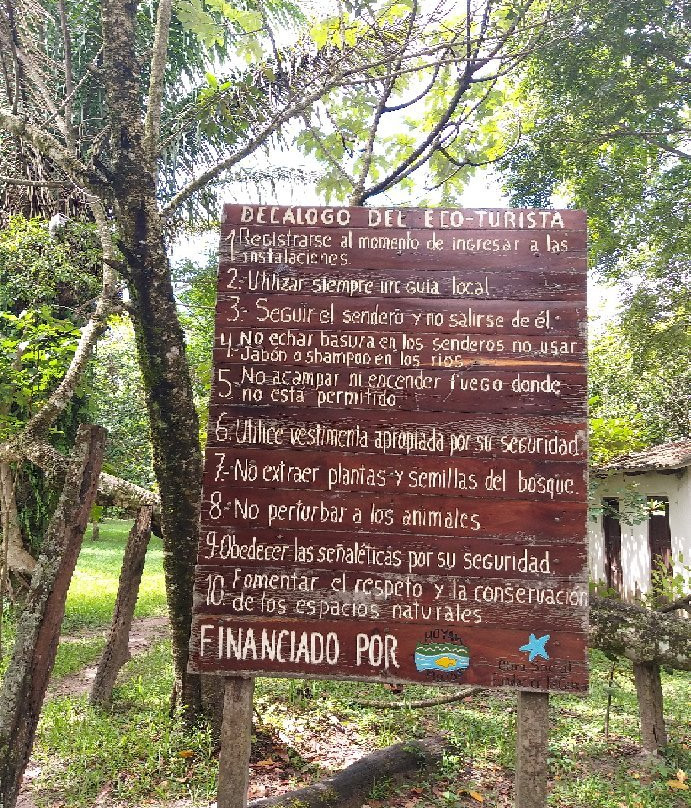 DECÁLOGO DEL ECO-TURISTA
1. Registrarse al momento de ingresar a las
instalaciones.
2.- Utilizar siempre un guía local
3.- Seguir el sendero y no salirse de él.
4.- No echar basura en los senderos no usar
Jabón o shampoo en los rios
5.- No acampar ni encender fuego donde
no está permitido
6. Utilice vestimenta apropiada por su seguridad
7.- No extraer plantas y semillas del bosque.
8.- No perturbar a los animales
9. Obedecer las señaléticas por su seguridad.
10.- Fomentar el respeto y la conservación
de los espacios naturales
FINANCIADO POR